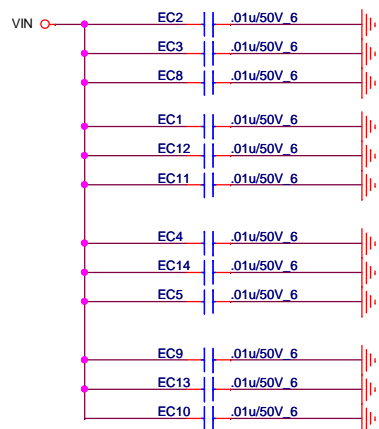 VIN EC2 .01u/50V_6
EC3 .01u/50V_6
EC8 .01u/50V_6
EC1 .01u/50V_6
EC12 .01u/50V_6
EC11 .01u/50V_6
EC4 .01u/50V_6
EC14 .01u/50V_6
EC5 .01u/50V_6
EC9 .01u/50V_6
EC13 .01u/50V_6
EC10 .01u/50V_6